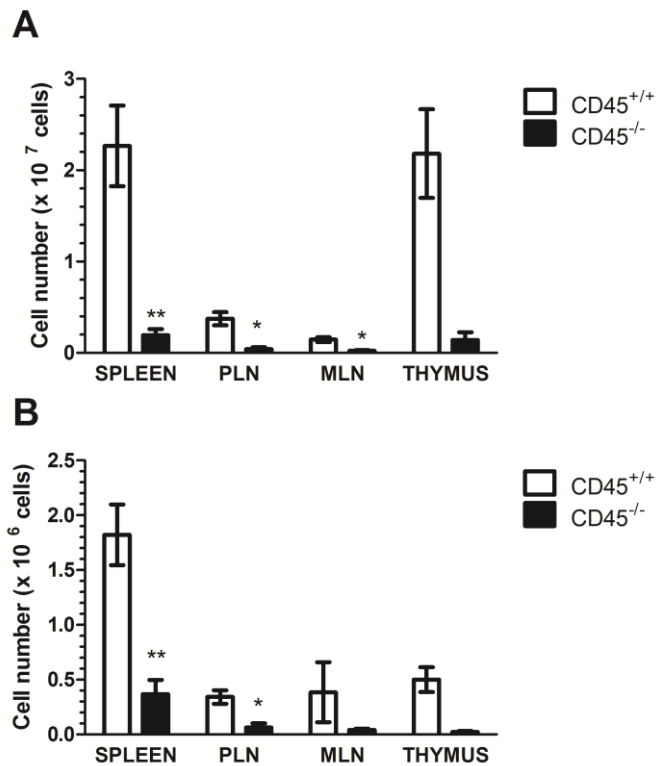 A
Cell number (x 10 7 cells)
3
2
1
0
**
*
*
SPLEEN PLN MLN THYMUS
CD45+/+
CD45-/-
B
Cell number (x 10 6 cells)
2.5
2.0
1.5
1.0
0.5
0.0
**
*
SPLEEN PLN MLN THYMUS
CD45+/+
CD45-/-